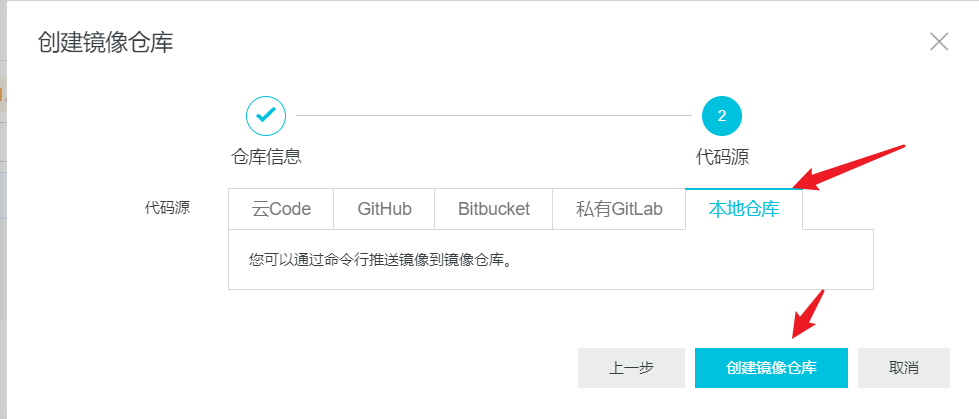 创建镜像仓库
2
仓库信息
代码源
代码源
云Code
GitHub
Bitbucket
私有GitLab
本地仓库
您可以通过命令行推送镜像到镜像仓库。
上一步
创建镜像仓库
取消